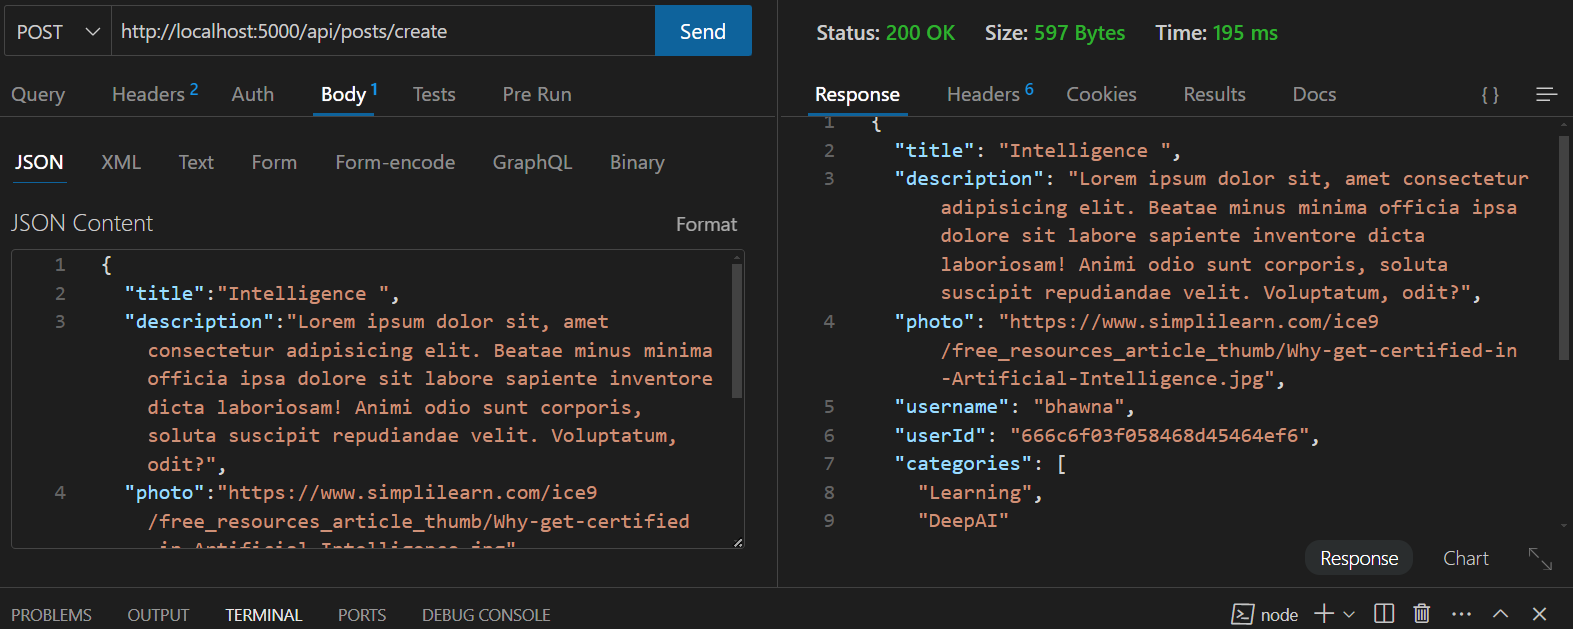 POST http://localhost:5000/api/posts/create Send
Query Headers 2 Auth Body 1 Tests Pre Run
JSON XML Text Form Form-encode GraphQL Binary
JSON Content Format
1 {
2 "title":"Intelligence ",
3 "description":"Lorem ipsum dolor sit, amet
consectetur adipisicing elit. Beatae minus minima
officia ipsa dolore sit labore sapiente inventore
dicta laboriosam! Animi odio sunt corporis,
soluta suscipit repudiandae velit. Voluptatum,
odit?",
4 "photo":"https://www.simplilearn.com/ice9
/free_resources_article_thumb/Why-get-certified
-in-Artificial-Intelligence.jpg"
Status: 200 OK Size: 597 Bytes Time: 195 ms
Response Headers 6 Cookies Results Docs { }
1 {
2 "title": "Intelligence ",
3 "description": "Lorem ipsum dolor sit, amet consectetur
adipisicing elit. Beatae minus minima officia ipsa
dolore sit labore sapiente inventore dicta
laboriosam! Animi odio sunt corporis, soluta
suscipit repudiandae velit. Voluptatum, odit?",
4 "photo": "https://www.simplilearn.com/ice9
/free_resources_article_thumb/Why-get-certified-in
-Artificial-Intelligence.jpg",
5 "username": "bhawna",
6 "userId": "666c6f03f058468d45464ef6",
7 "categories": [
8 "Learning",
9 "DeepAI"
Response Chart
PROBLEMS OUTPUT TERMINAL PORTS DEBUG CONSOLE node